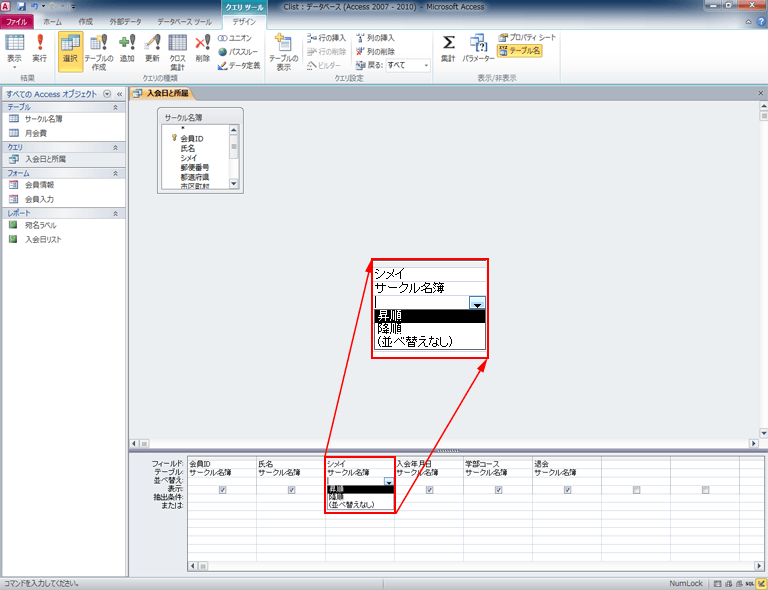 クエリ ツール
Clist : データベース (Access 2007 - 2010) - Microsoft Access
ファイル ホーム 作成 外部データ データベース ツール デザイン
表示 実行 選択 テーブルの作成 追加 更新 クロス集計 削除
ユニオン
パススルー
データ定義
テーブルの表示
行の挿入 列の挿入
行の削除 列の削除
ビルダー 戻る: すべて
集計 パラメーター
プロパティ シート
テーブル名
結果 クエリの種類 クエリ設定 表示/非表示
すべての Access オブジェクト
テーブル
サークル名簿
月会費
クエリ
入会日と所属
フォーム
会員情報
会員入力
レポート
宛名ラベル
入会日リスト
入会日と所属
サークル名簿
*
会員ID
氏名
シメイ
郵便番号
都道府県
市区町村
シメイ
サークル名簿
昇順
降順
(並べ替えなし)
フィールド: 会員ID 氏名 シメイ 入会年月日 学部コース 退会
テーブル: サークル名簿 サークル名簿 サークル名簿 サークル名簿 サークル名簿 サークル名簿
並べ替え:
表示: 昇順
抽出条件: 降順
または: (並べ替えなし)
コマンドを入力してください。
NumLock
SQL